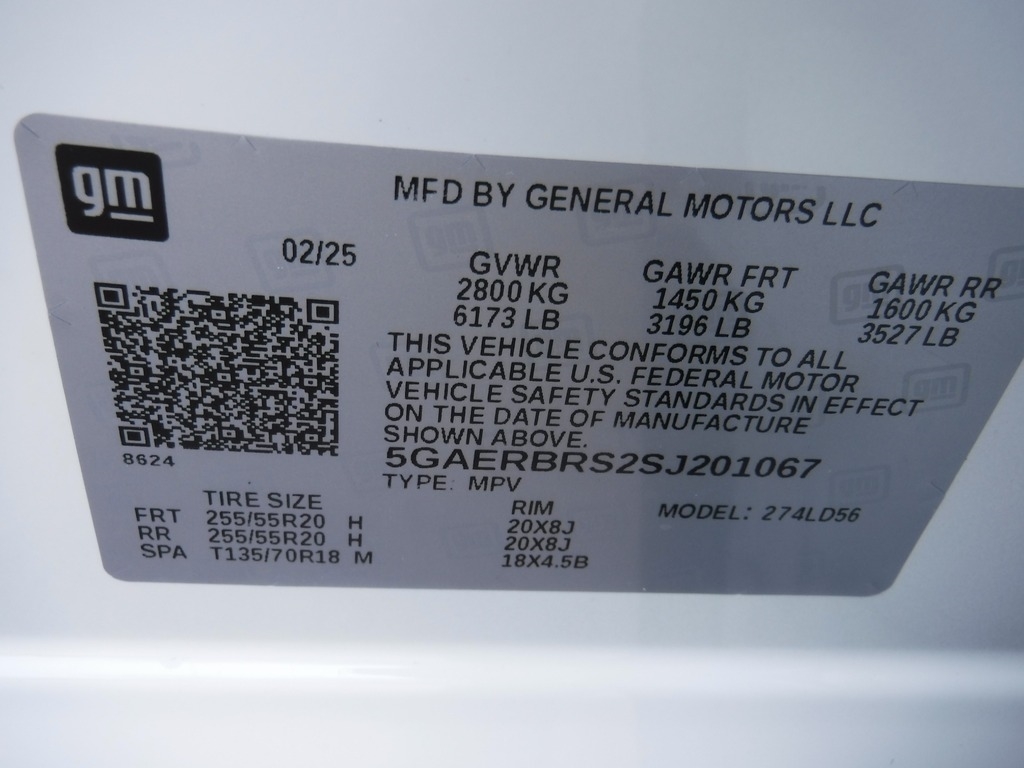 gm
MFD BY GENERAL MOTORS LLC
02/25
GVWR GAWR FRT GAWR RR
2800 KG 1450 KG 1600 KG
6173 LB 3196 LB 3527 LB
THIS VEHICLE CONFORMS TO ALL
APPLICABLE U.S. FEDERAL MOTOR
VEHICLE SAFETY STANDARDS IN EFFECT
ON THE DATE OF MANUFACTURE
SHOWN ABOVE.
8624
5GAERBRS2SJ201067
TYPE: MPV
TIRE SIZE RIM MODEL: 274LD56
FRT 255/55R20 H 20X8J
RR 255/55R20 H 20X8J
SPA T135/70R18 M 18X4.5B